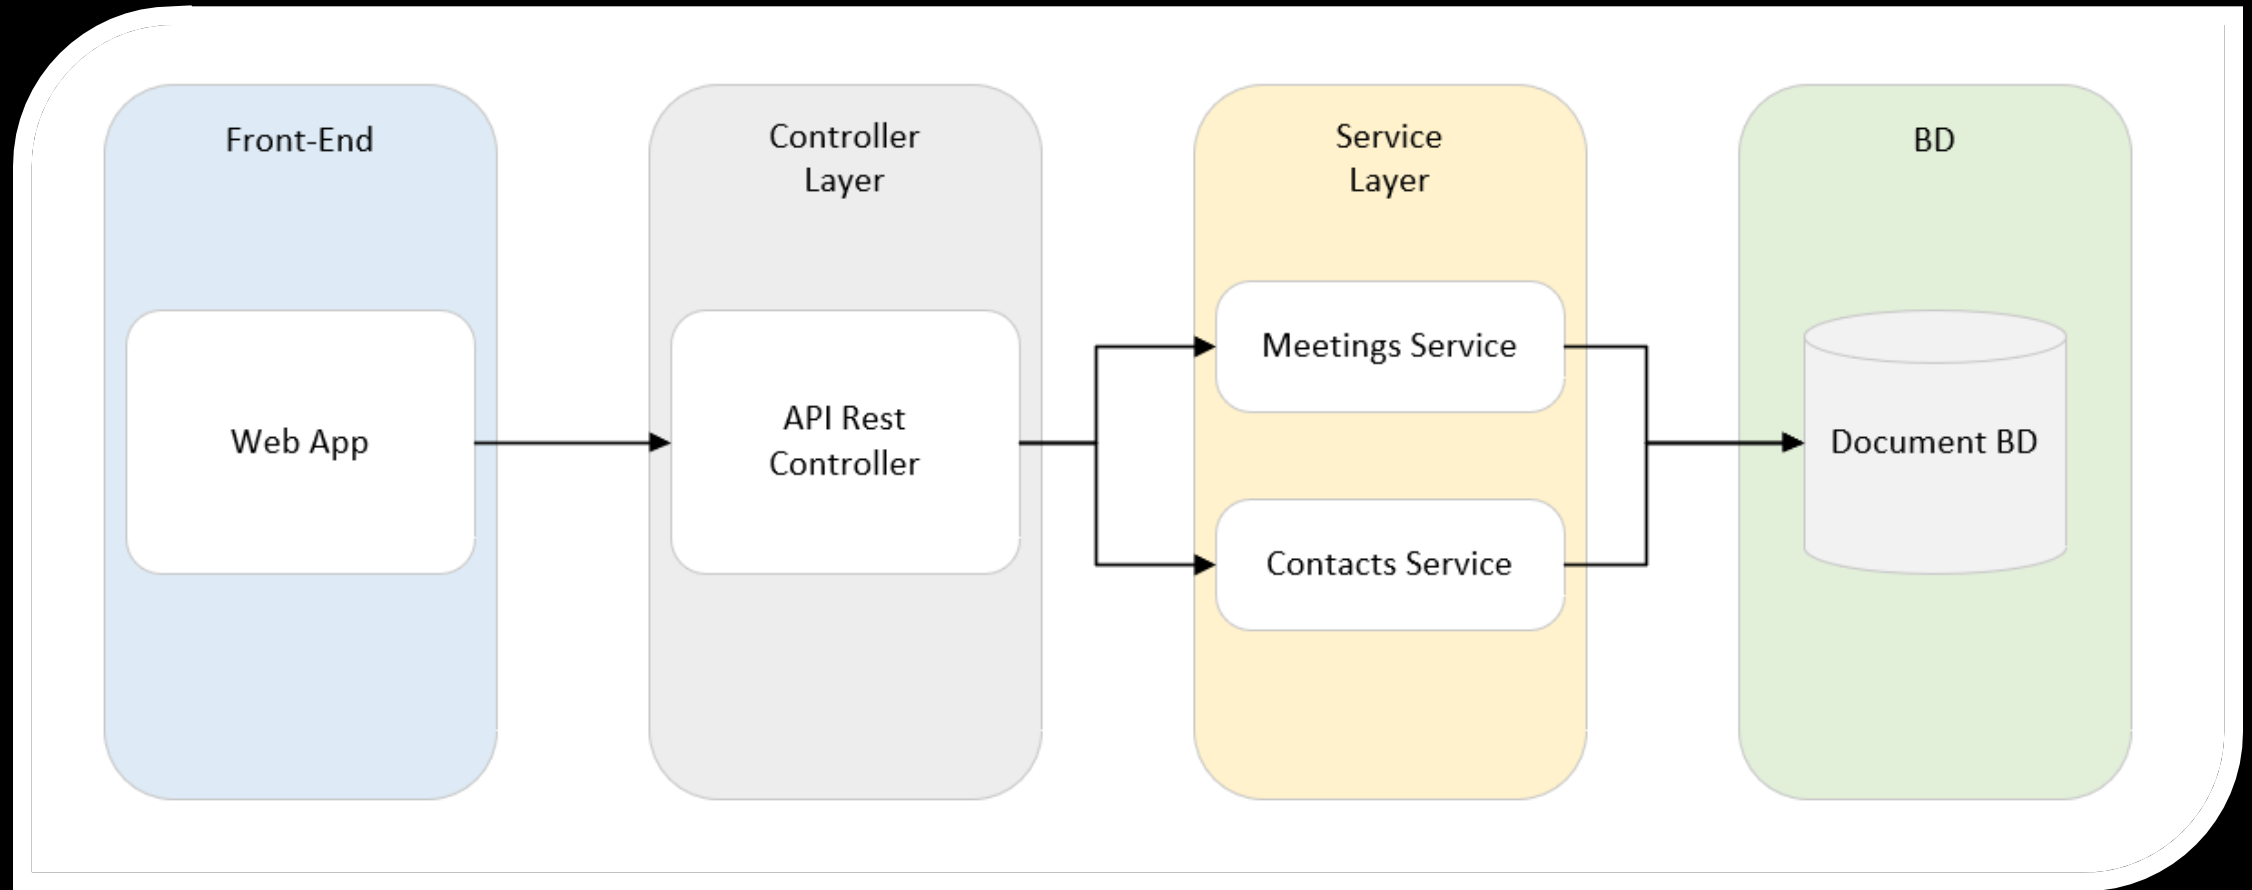 Front-End
Web App
Controller
Layer
API Rest
Controller
Service
Layer
Meetings Service
Contacts Service
BD
Document BD